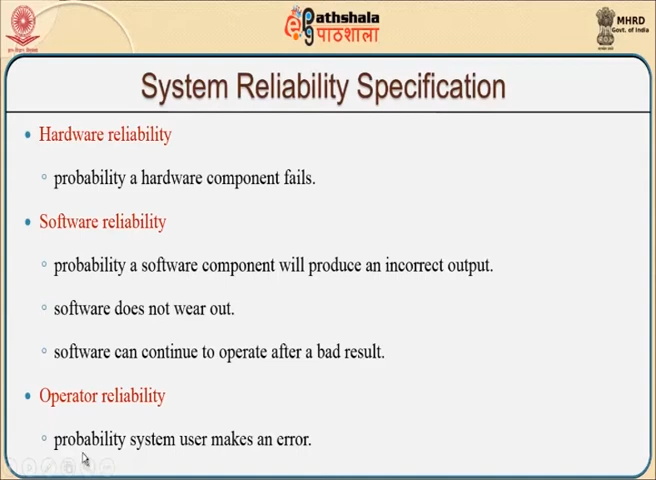 ePathshala
पाठशाला
MHRD
Govt. of India
System Reliability Specification
Hardware reliability
probability a hardware component fails.
Software reliability
probability a software component will produce an incorrect output.
software does not wear out.
software can continue to operate after a bad result.
Operator reliability
probability system user makes an error.